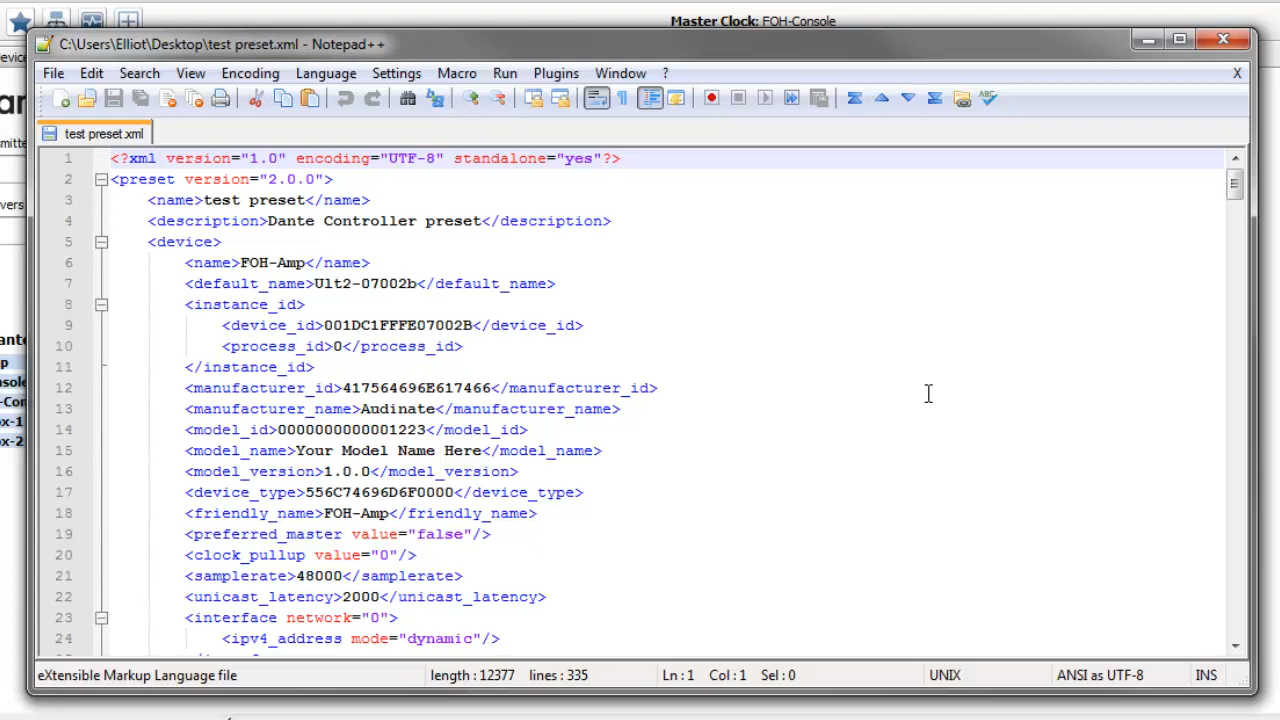 Master Clock: FOH-Console
C:\Users\Elliot\Desktop\test preset.xml - Notepad++
File Edit Search View Encoding Language Settings Macro Run Plugins Window ? X
test preset.xml
1 <?xml version="1.0" encoding="UTF-8" standalone="yes"?>
2 <preset version="2.0.0">
3 <name>test preset</name>
4 <description>Dante Controller preset</description>
5 <device>
6 <name>FOH-Amp</name>
7 <default_name>Ult2-07002b</default_name>
8 <instance_id>
9 <device_id>001DC1FFFE07002B</device_id>
10 <process_id>0</process_id>
11 </instance_id>
12 <manufacturer_id>417564696E617466</manufacturer_id>
13 <manufacturer_name>Audinate</manufacturer_name>
14 <model_id>0000000000001223</model_id>
15 <model_name>Your Model Name Here</model_name>
16 <model_version>1.0.0</model_version>
17 <device_type>556C74696D6F0000</device_type>
18 <friendly_name>FOH-Amp</friendly_name>
19 <preferred_master value="false"/>
20 <clock_pullup value="0"/>
21 <samplerate>48000</samplerate>
22 <unicast_latency>2000</unicast_latency>
23 <interface network="0">
24 <ipv4_address mode="dynamic"/>
eXtensible Markup Language file length : 12377 lines : 335 Ln : 1 Col : 1 Sel : 0 UNIX ANSI as UTF-8 INS